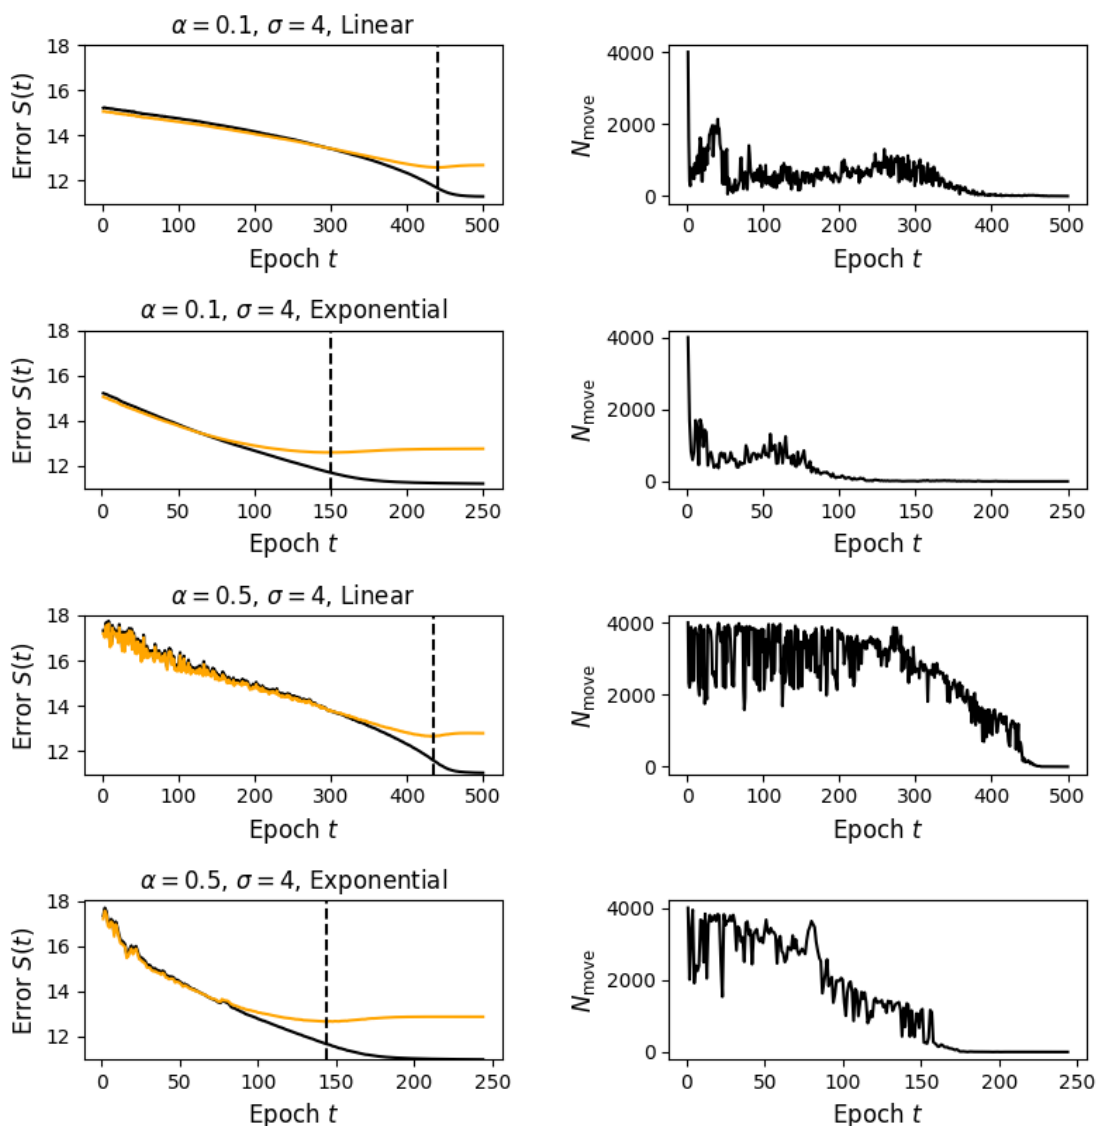 α = 0.1, σ = 4, Linear
Error S(t)
18
16
14
12
0 100 200 300 400 500
Epoch t
N_move
4000
2000
0
0 100 200 300 400 500
Epoch t
α = 0.1, σ = 4, Exponential
Error S(t)
18
16
14
12
0 50 100 150 200 250
Epoch t
N_move
4000
2000
0
0 50 100 150 200 250
Epoch t
α = 0.5, σ = 4, Linear
Error S(t)
18
16
14
12
0 100 200 300 400 500
Epoch t
N_move
4000
2000
0
0 100 200 300 400 500
Epoch t
α = 0.5, σ = 4, Exponential
Error S(t)
18
16
14
12
0 50 100 150 200 250
Epoch t
N_move
4000
2000
0
0 50 100 150 200 250
Epoch t